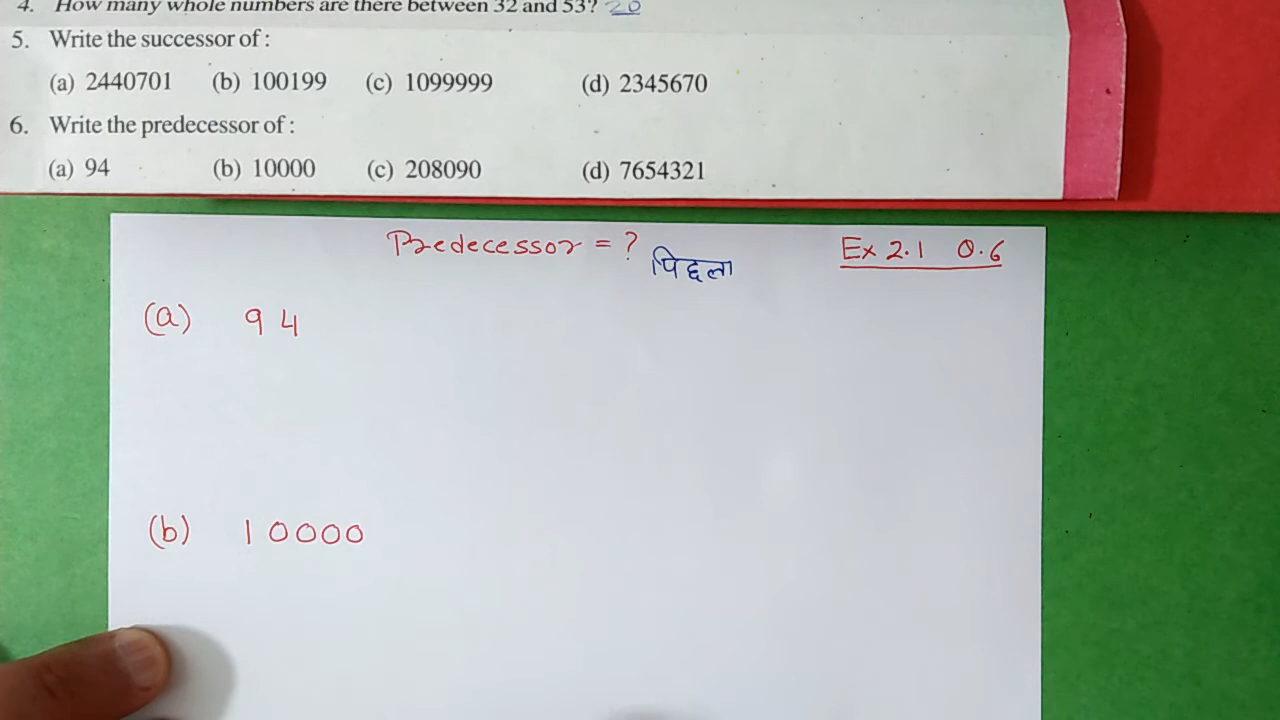 4. How many whole numbers are there between 32 and 53? 20
5. Write the successor of :
(a) 2440701 (b) 100199 (c) 1099999 (d) 2345670
6. Write the predecessor of :
(a) 94 (b) 10000 (c) 208090 (d) 7654321
Predecessor = ? पिछला Ex 2.1 Q.6
(a) 94
(b) 10000